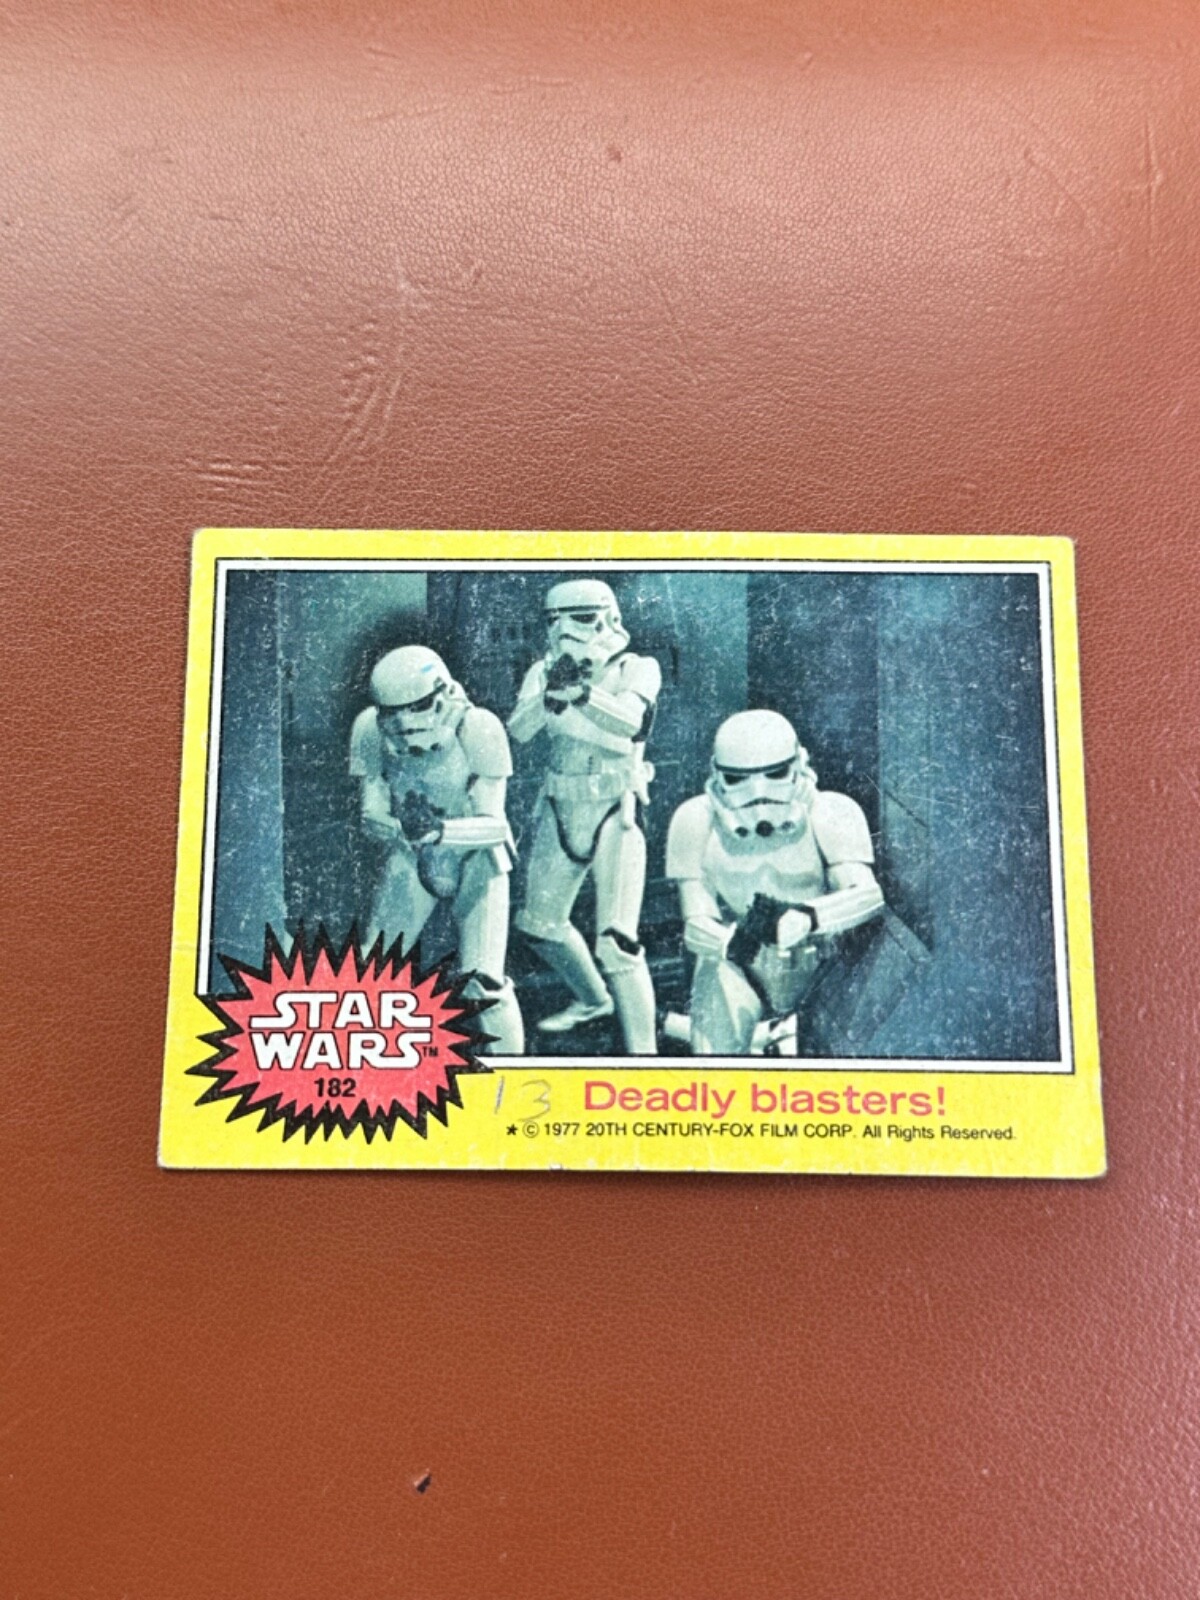 STAR
WARS™
182
13
Deadly blasters!
★ © 1977 20TH CENTURY-FOX FILM CORP. All Rights Reserved.